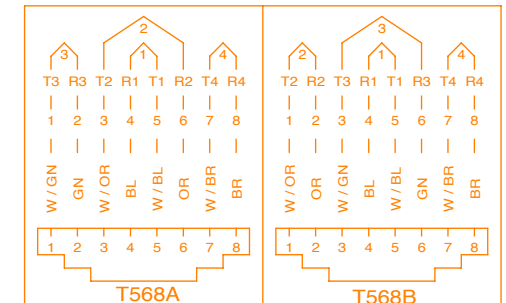 2
3
1
4
T3 R3 T2 R1 T1 R2 T4 R4
1 2 3 4 5 6 7 8
W / GN
GN
W / OR
BL
W / BL
OR
W / BR
BR
1 2 3 4 5 6 7 8
T568A
3
2
1
4
T2 R2 T3 R1 T1 R3 T4 R4
1 2 3 4 5 6 7 8
W / OR
OR
W / GN
BL
W / BL
GN
W / BR
BR
1 2 3 4 5 6 7 8
T568B